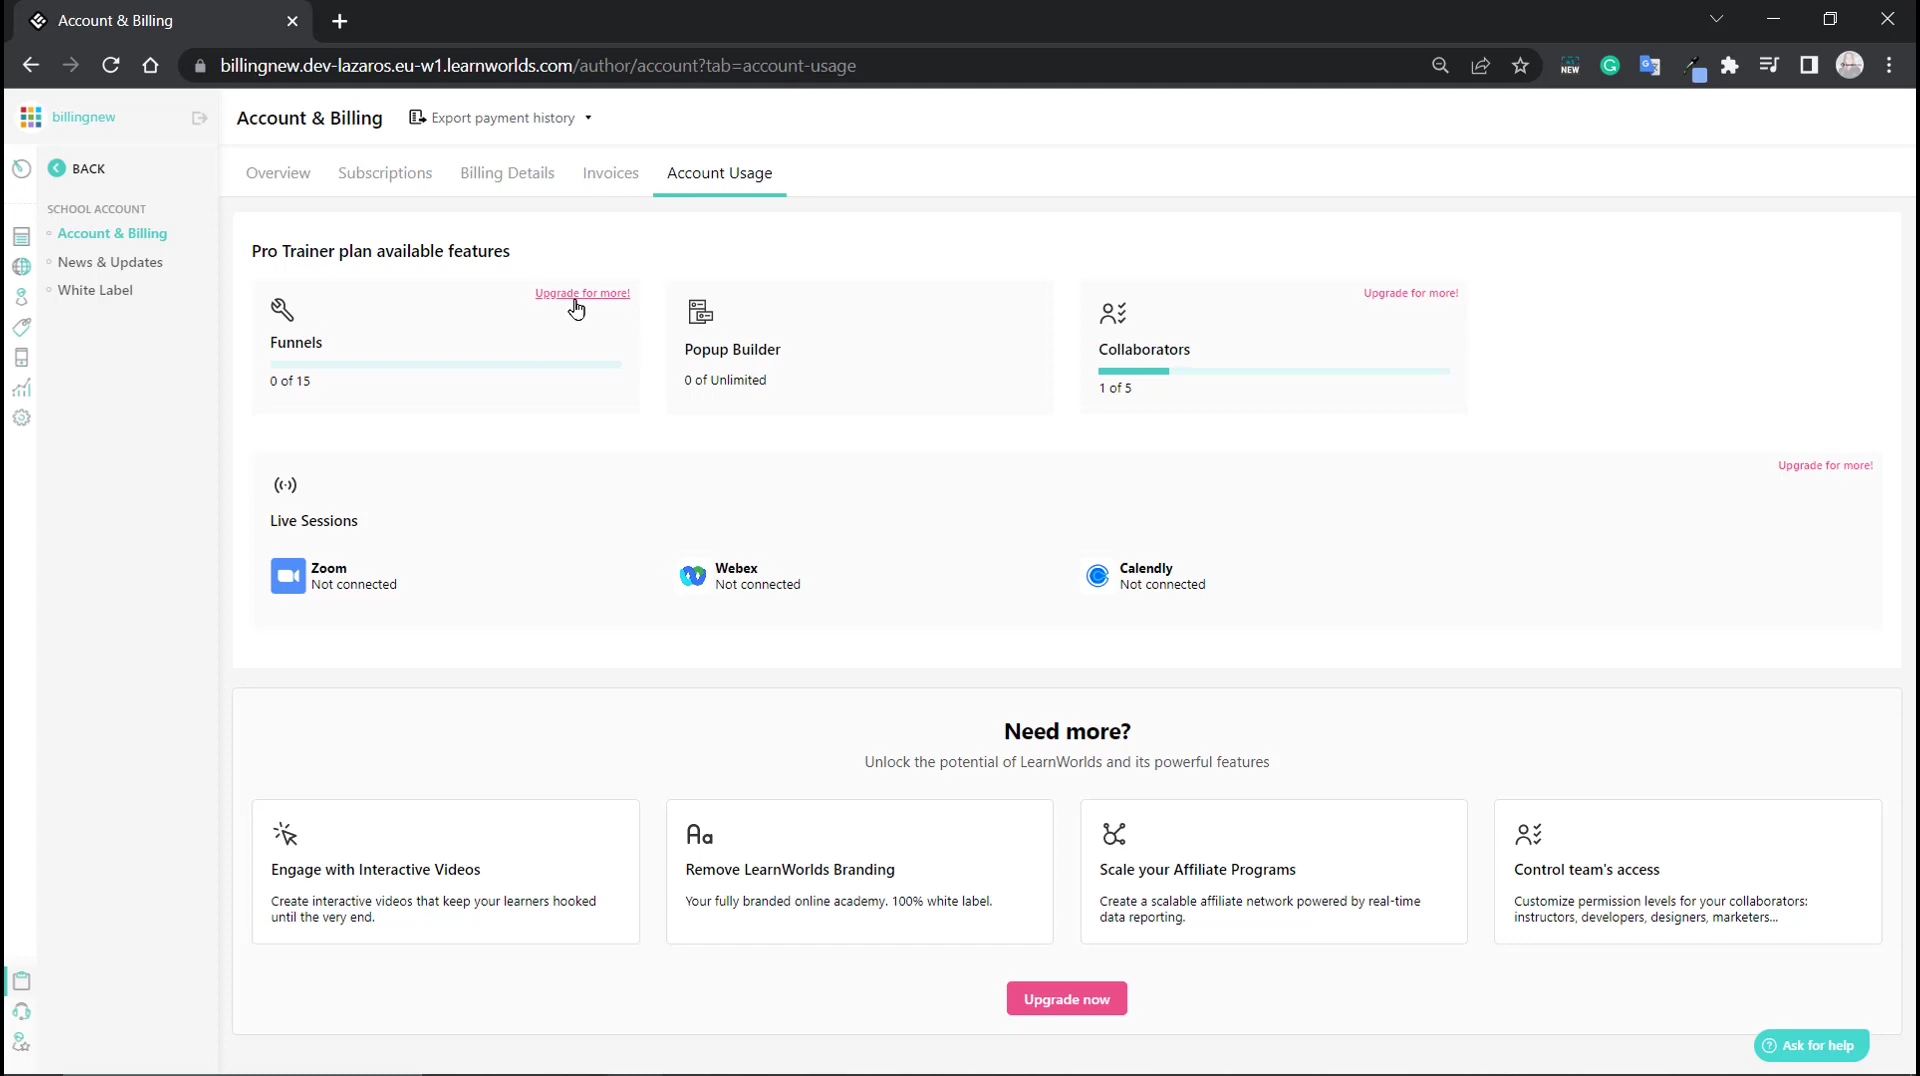 Account & Billing
billingnew.dev-lazaros.eu-w1.learnworlds.com/author/account?tab=account-usage
NEW
billingnew
Account & Billing
Export payment history
BACK
SCHOOL ACCOUNT
Account & Billing
News & Updates
White Label
Overview
Subscriptions
Billing Details
Invoices
Account Usage
Pro Trainer plan available features
Upgrade for more!
Funnels
0 of 15
Popup Builder
0 of Unlimited
Upgrade for more!
Collaborators
1 of 5
Upgrade for more!
Live Sessions
Zoom
Not connected
Webex
Not connected
Calendly
Not connected
Need more?
Unlock the potential of LearnWorlds and its powerful features
Engage with Interactive Videos
Create interactive videos that keep your learners hooked
until the very end.
Aa
Remove LearnWorlds Branding
Your fully branded online academy. 100% white label.
Scale your Affiliate Programs
Create a scalable affiliate network powered by real-time
data reporting.
Control team's access
Customize permission levels for your collaborators:
instructors, developers, designers, marketers...
Upgrade now
Ask for help